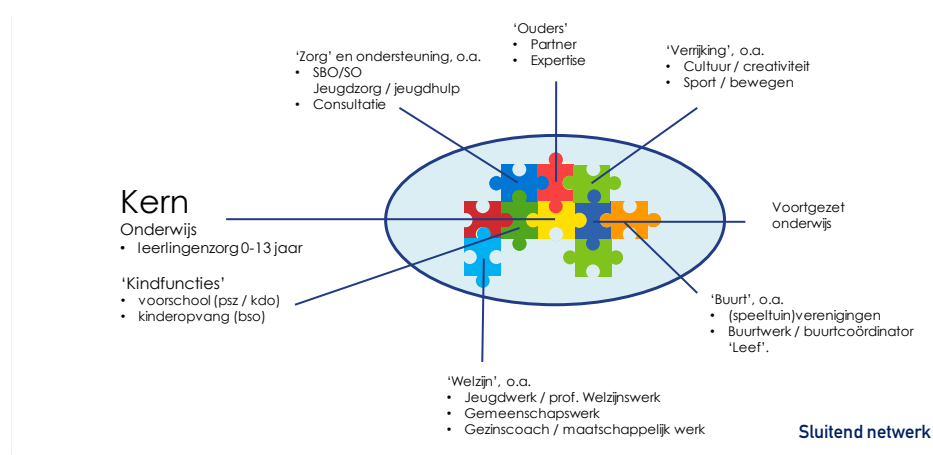 ‘Ouders’
• Partner
• Expertise
‘Zorg’ en ondersteuning, o.a.
• SBO/SO
Jeugdzorg / jeugdhulp
• Consultatie
‘Verrijking’, o.a.
• Cultuur / creativiteit
• Sport / bewegen
Kern
Onderwijs
• leerlingenzorg 0-13 jaar
‘Kindfuncties’
• voorschool (psz / kdo)
• kinderopvang (bso)
Voortgezet
onderwijs
‘Buurt’, o.a.
• (speeltuin)verenigingen
• Buurtwerk / buurtcoördinator
‘Leef’.
‘Welzijn’, o.a.
• Jeugdwerk / prof. Welzijnswerk
• Gemeenschapswerk
• Gezinscoach / maatschappelijk werk
Sluitend netwerk